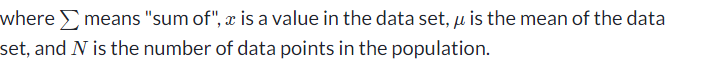 where ∑ means "sum of", x is a value in the data set, μ is the mean of the data
set, and N is the number of data points in the population.